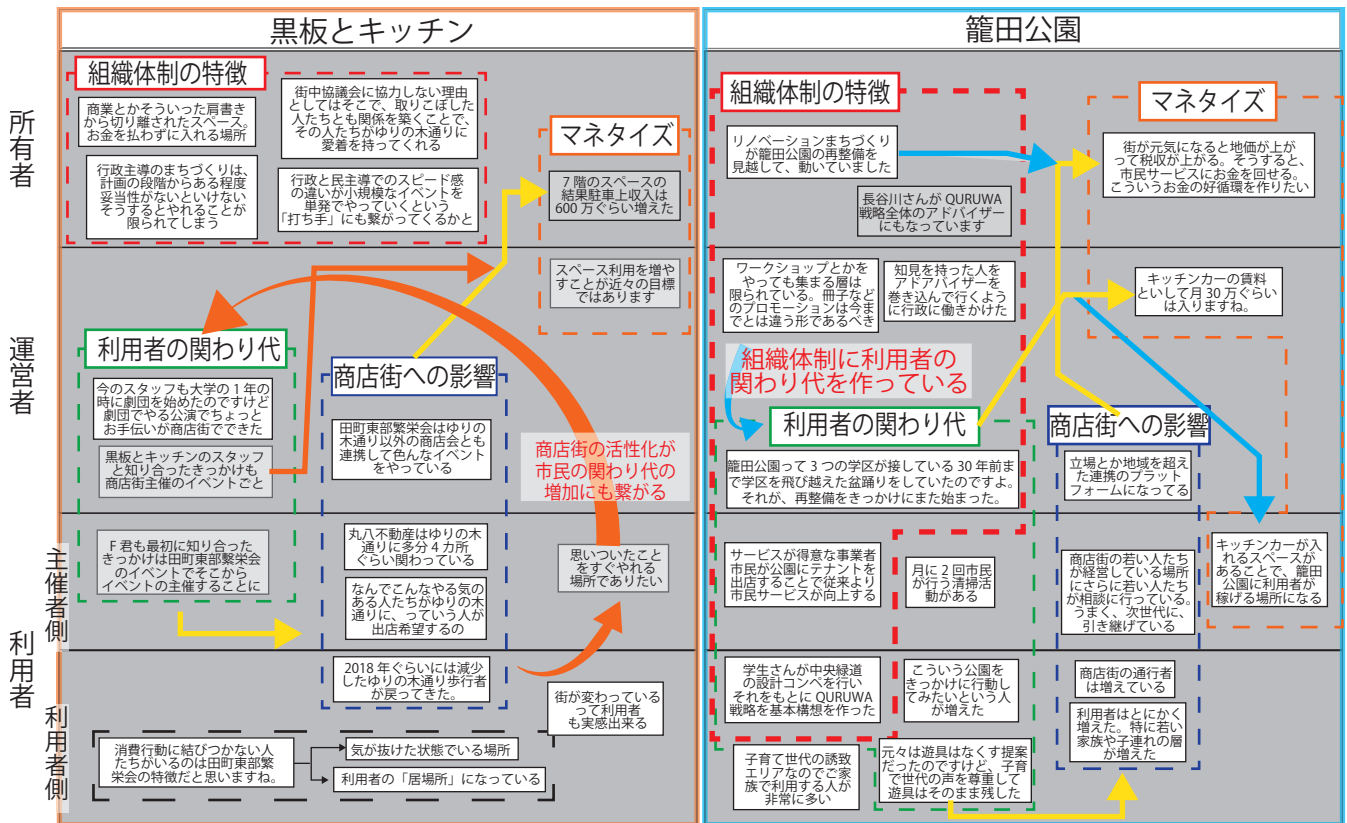 黒板とキッチン
籠田公園
所有者
運営者
利用者
主催者側
利用者側
組織体制の特徴
商業とかそういった肩書き
から切り離されたスペース。
お金を払わずに入れる場所
街中協議会に協力しない理由
としてはそこで、取りこぼした
人たちとも関係を築くことで、
その人たちがゆりの木通りに
愛着を持ってくれる
行政主導のまちづくりは、
計画の段階からある程度
妥当性がないといけない
そうするとやれることが
限られてしまう
行政と民主導でのスピード感
の違いが小規模なイベントを
単発でやっていくという
「打ち手」にも繋がってくるかと
マネタイズ
7階のスペースの
結果駐車上収入は
600万ぐらい増えた
スペース利用を増や
すことが近々の目標
ではあります
利用者の関わり代
今のスタッフも大学の1年の
時に劇団を始めたのですけど
劇団でやる公演でちょっと
お手伝いが商店街でできた
黒板とキッチンのスタッフ
と知り合ったきっかけも
商店街主催のイベントごと
F君も最初に知り合った
きっかけは田町東部繁栄会
のイベントでそこから
イベントの主催することに
商店街への影響
田町東部繁栄会はゆりの
木通り以外の商店会とも
連携して色んなイベント
をやっている
丸八不動産はゆりの木
通りに多分4カ所
ぐらい関わっている
なんでこんなやる気の
ある人たちがゆりの木
通りに、っていう人が
出店希望するの
2018年ぐらいには減少
したゆりの木歩行者
が戻ってきた。
商店街の活性化が
市民の関わり代の
増加にも繋がる
思いついたこと
をすぐやれる
場所でありたい
街が変わっている
って利用者
も実感出来る
消費行動に結びつかない人
たちがいるのは田町東部繁
栄会の特徴だと思いますね。
気が抜けた状態でいる場所
利用者の「居場所」になっている
組織体制の特徴
リノベーションまちづくり
が籠田公園の再整備を
見越して、動いていました
長谷川さんがQURUWA
戦略全体のアドバイザー
にもなっています
マネタイズ
街が元気になると地価が上が
って税収が上がる。そうすると、
市民サービスにお金を回せる。
こういうお金の好循環を作りたい
ワークショップとかを
やっても集まる層は
限られている。冊子など
のプロモーションは今ま
でとは違う形であるべき
知見を持った人を
アドアバイザーを
巻き込んで行くよう
に行政に働きかけた
キッチンカーの賃料
といして月30万ぐらい
は入りますね。
組織体制に利用者の
関わり代を作っている
利用者の関わり代
籠田公園って3つの学区が接している30年前ま
で学区を飛び越えた盆踊りをしていたのですよ。
それが、再整備をきっかけにまた始まった。
商店街への影響
立場とか地域を超え
た連携のプラット
フォームになってる
サービスが得意な事業者
市民が公園にテナントを
出店することで従来より
市民サービスが向上する
月に2回市民
が行う清掃活
動がある
商店街の若い人たち
が経営している場所
にさらに若い人たち
が相談に行っている。
うまく、次世代に、
引き継げている
キッチンカーが入
れるスペースが
あることで、籠田
公園に利用者が
稼げる場所になる
学生さんが中央緑道
の設計コンペを行い
それをもとにQURUWA
戦略を基本構想を作った
こういう公園を
きっかけに行動し
てみたいという人
が増えた
商店街の通行者
は増えている
利用者はとにかく
増えた。特に若い
家族や子連れの層
が増えた
子育て世代の誘致
エリアなのでご家
族で利用する人が
非常に多い
元々は遊具はなくす提案
だったのですけど、子育
で世代の声を尊重して
遊具はそのまま残した